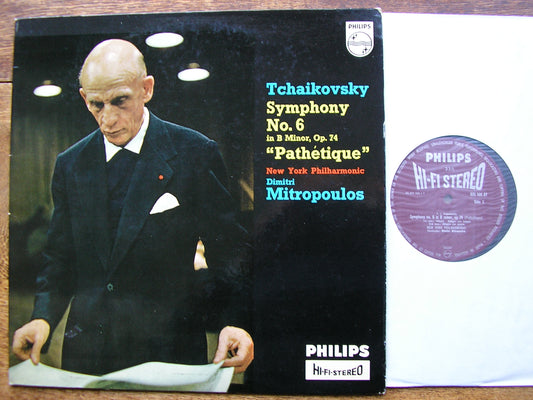 PHILIPS
Tchaikovsky
Symphony
No. 6
in B Minor, Op. 74
"Pathétique"
New York Philharmonic
Dimitri
Mitropoulos
PHILIPS
HI-FI-STEREO
PHILIPS
HI-FI STEREO